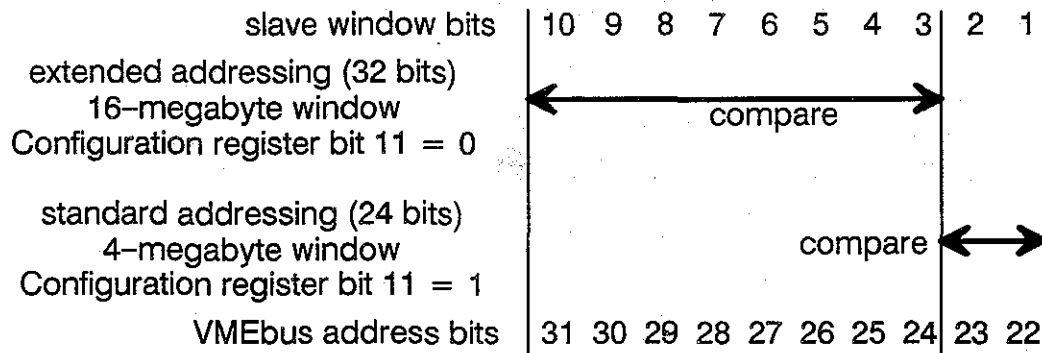 slave window bits 10 9 8 7 6 5 4 3 2 1
extended addressing (32 bits)
16–megabyte window
compare
Configuration register bit 11 = 0
standard addressing (24 bits)
4–megabyte window
compare
Configuration register bit 11 = 1
VMEbus address bits 31 30 29 28 27 26 25 24 23 22